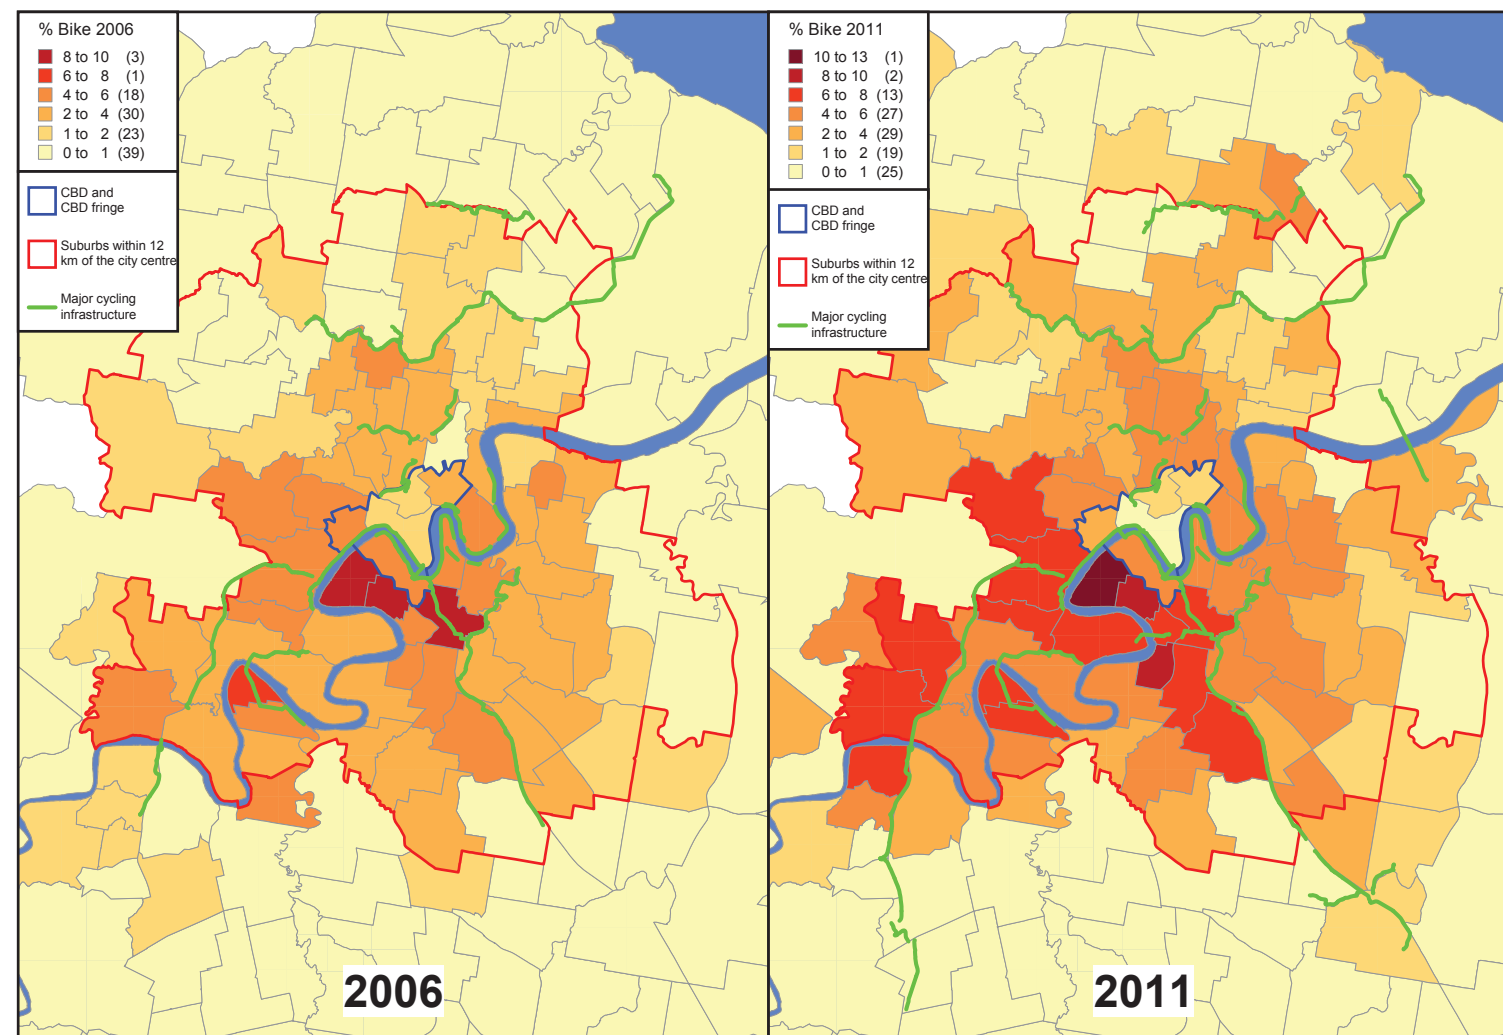 % Bike 2006
8 to 10 (3)
6 to 8 (1)
4 to 6 (18)
2 to 4 (30)
1 to 2 (23)
0 to 1 (39)
CBD and
CBD fringe
Suburbs within 12
km of the city centre
Major cycling
infrastructure
2006
% Bike 2011
10 to 13 (1)
8 to 10 (2)
6 to 8 (13)
4 to 6 (27)
2 to 4 (29)
1 to 2 (19)
0 to 1 (25)
CBD and
CBD fringe
Suburbs within 12
km of the city centre
Major cycling
infrastructure
2011